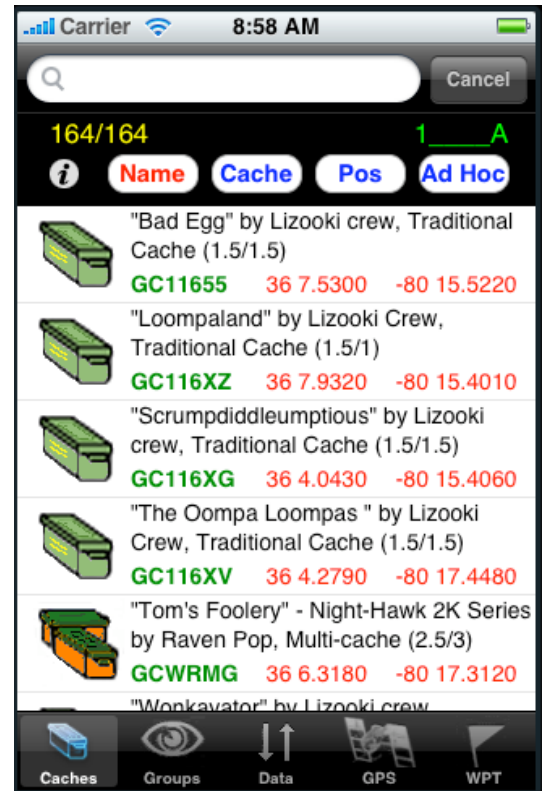 Carrier 8:58 AM
Cancel
164/164 1____A
i Name Cache Pos Ad Hoc
"Bad Egg" by Lizooki crew, Traditional
Cache (1.5/1.5)
GC11655 36 7.5300 -80 15.5220
"Loompaland" by Lizooki Crew,
Traditional Cache (1.5/1)
GC116XZ 36 7.9320 -80 15.4010
"Scrumpdiddleumptious" by Lizooki
crew, Traditional Cache (1.5/1.5)
GC116XG 36 4.0430 -80 15.4060
"The Oompa Loompas " by Lizooki
Crew, Traditional Cache (1.5/1.5)
GC116XV 36 4.2790 -80 17.4480
"Tom's Foolery" - Night-Hawk 2K Series
by Raven Pop, Multi-cache (2.5/3)
GCWRMG 36 6.3180 -80 17.3120
"Wonkavator" by Lizooki crew
Caches Groups Data GPS WPT